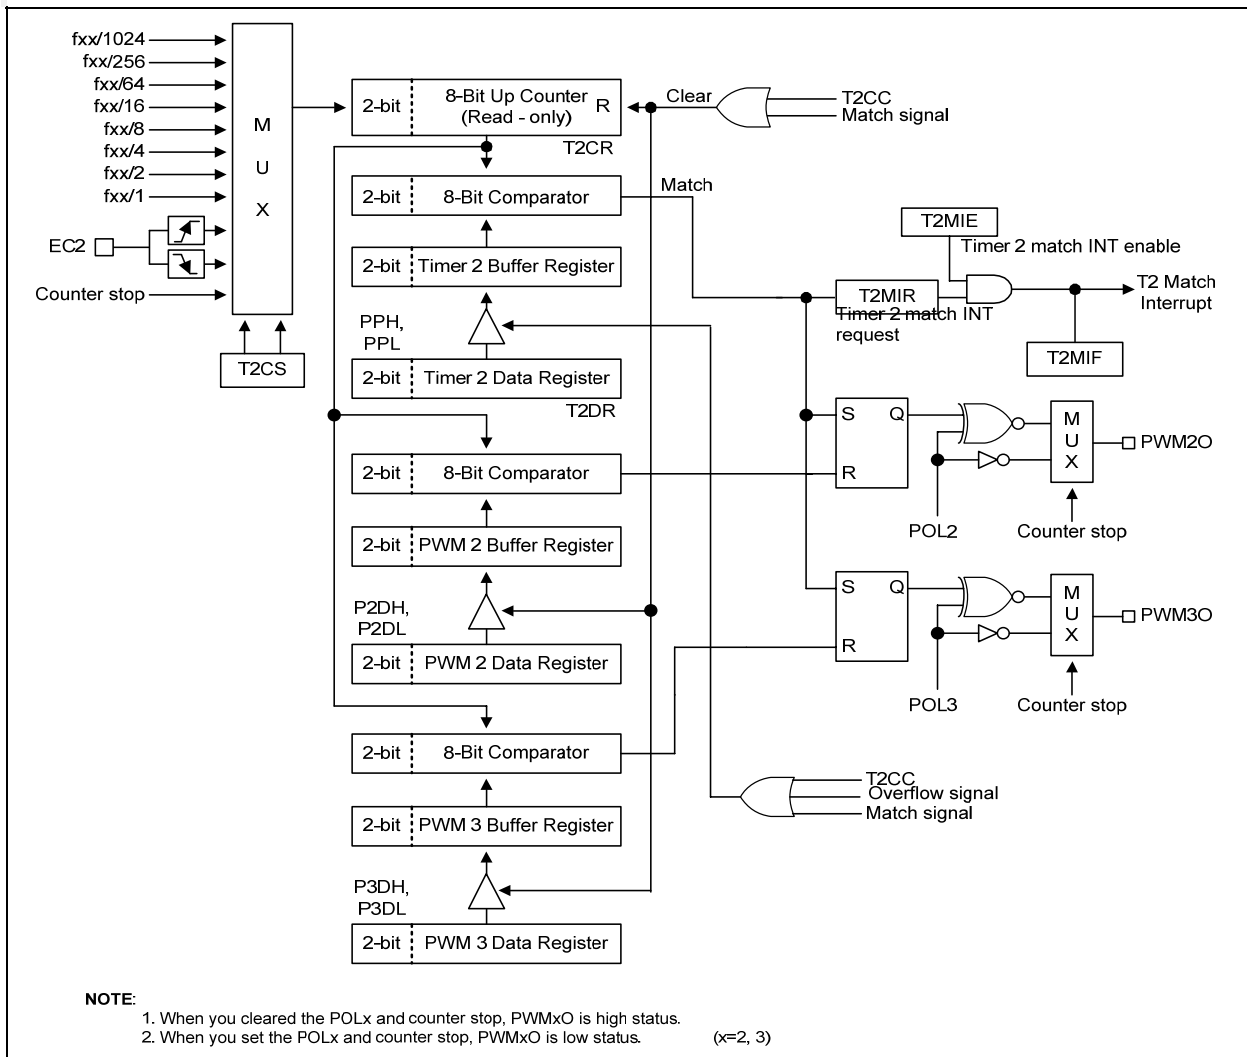 fxx/1024
fxx/256
fxx/64
fxx/16
fxx/8
fxx/4
fxx/2
fxx/1
EC2
Counter stop
M
U
X
T2CS
2-bit
8-Bit Up Counter
(Read - only)
R
T2CR
Clear
T2CC
Match signal
2-bit
8-Bit Comparator
Match
2-bit
Timer 2 Buffer Register
PPH,
PPL
2-bit
Timer 2 Data Register
T2DR
T2MIE
Timer 2 match INT enable
T2MIR
Timer 2 match INT
request
T2 Match
Interrupt
T2MIF
2-bit
8-Bit Comparator
2-bit
PWM 2 Buffer Register
P2DH,
P2DL
2-bit
PWM 2 Data Register
S
Q
R
POL2
M
U
X
PWM2O
Counter stop
S
Q
R
POL3
M
U
X
PWM3O
Counter stop
2-bit
8-Bit Comparator
2-bit
PWM 3 Buffer Register
P3DH,
P3DL
2-bit
PWM 3 Data Register
T2CC
Overflow signal
Match signal
NOTE:
1. When you cleared the POLx and counter stop, PWMxO is high status.
2. When you set the POLx and counter stop, PWMxO is low status. (x=2, 3)